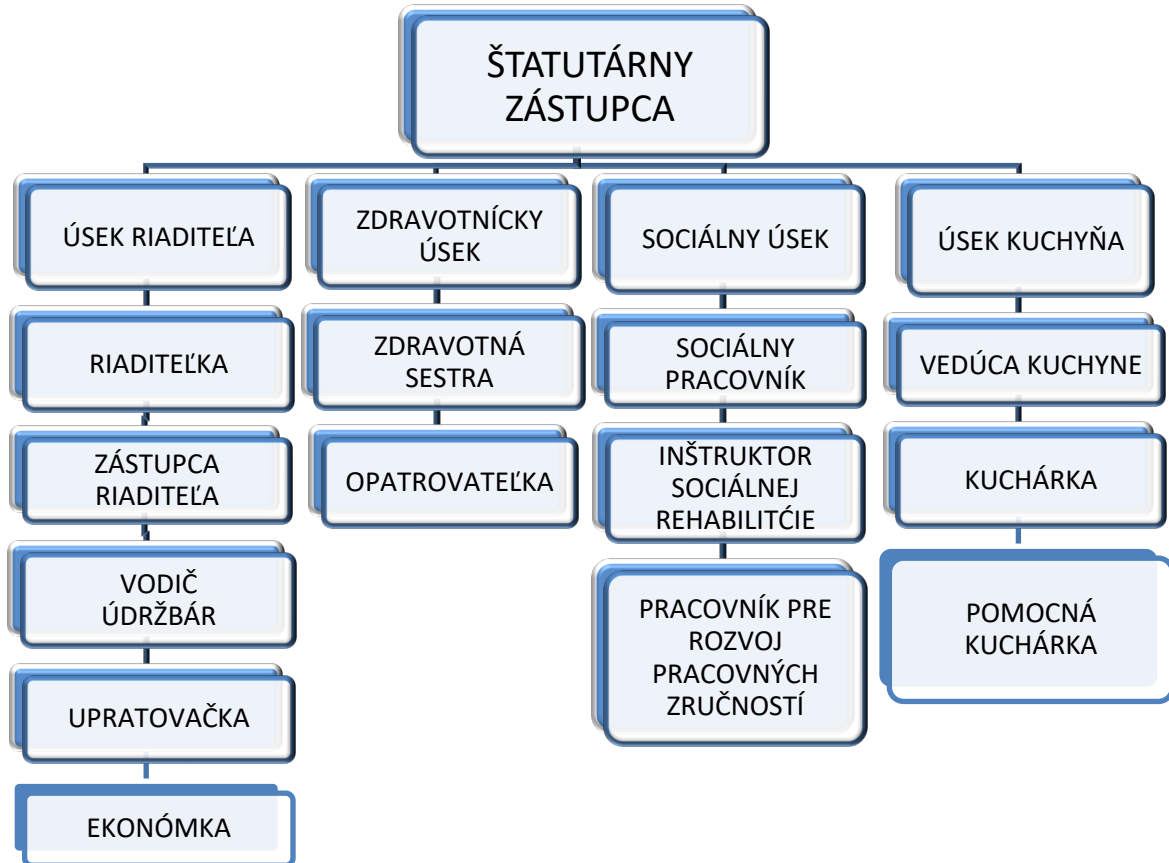 ŠTATUTÁRNY
ZÁSTUPCA
ÚSEK RIADITEĽA
RIADITEĽKA
ZÁSTUPCA
RIADITEĽA
VODIČ
ÚDRŽBÁR
UPRATOVAČKA
EKONÓMKA
ZDRAVOTNÍCKY
ÚSEK
ZDRAVOTNÁ
SESTRA
OPATROVATEĽKA
SOCIÁLNY ÚSEK
SOCIÁLNY
PRACOVNÍK
INŠTRUKTOR
SOCIÁLNEJ
REHABILITĆIE
PRACOVNÍK PRE
ROZVOJ
PRACOVNÝCH
ZRUČNOSTÍ
ÚSEK KUCHYŇA
VEDÚCA KUCHYNE
KUCHÁRKA
POMOCNÁ
KUCHÁRKA